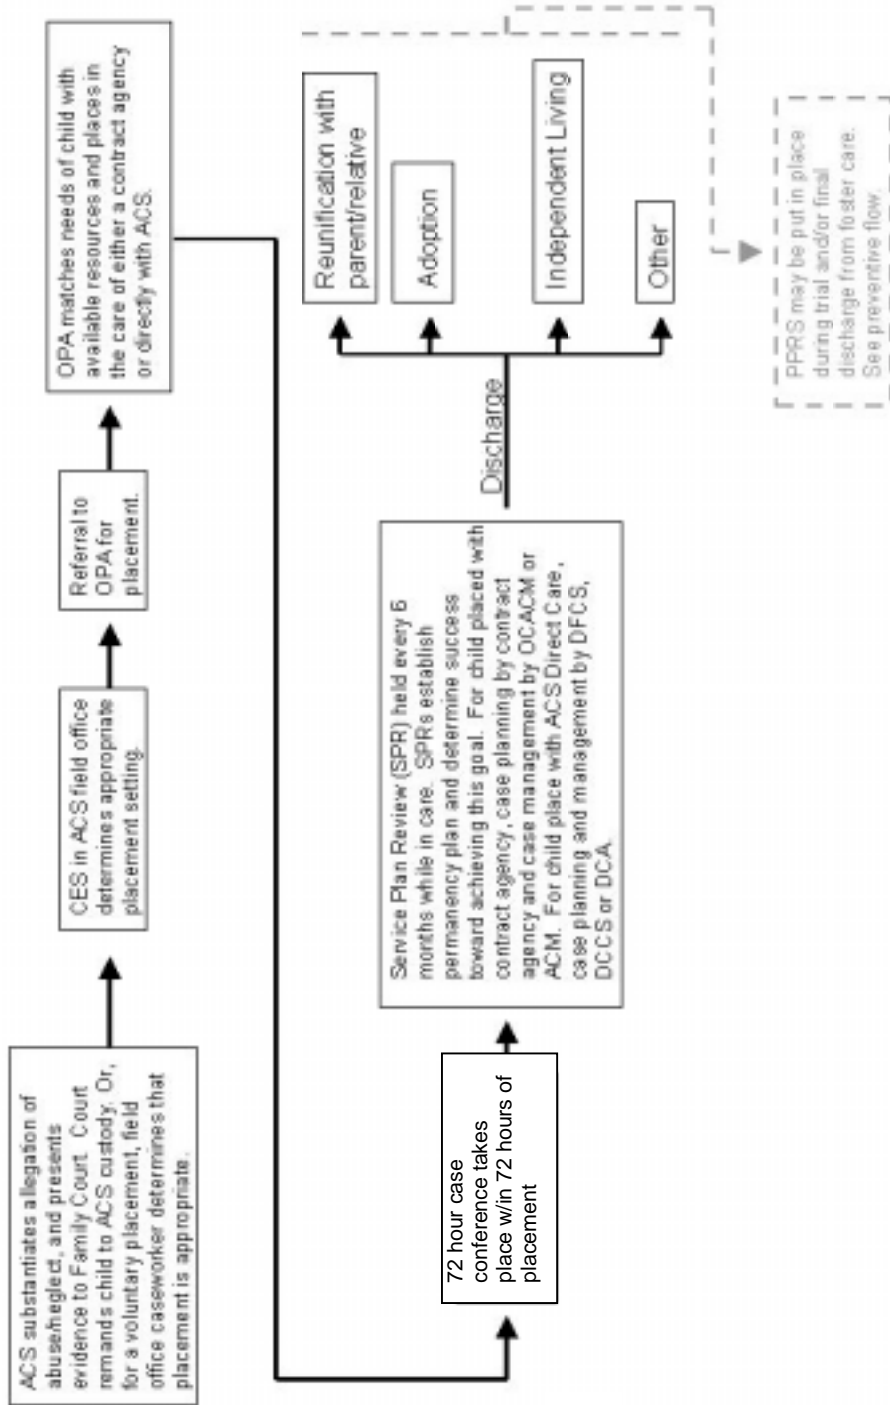 ACS substantiates allegation of
abuse/neglect, and presents
evidence to Family Court. Court
remands child to ACS custody. Or,
for a voluntary placement, field
office caseworker determines that
placement is appropriate.
CES in ACS field office
determines appropriate
placement setting.
Referral to
OPA for
placement.
OPA matches needs of child with
available resources and places in
the care of either a contract agency
or directly with ACS.
72 hour case
conference takes
place w/in 72 hours of
placement
Service Plan Review (SPR) held every 6
months while in care. SPRs establish
permanency plan and determine success
toward achieving this goal. For child placed with
contract agency, case planning by contract
agency and case management by OCACM or
ACM. For child place with ACS Direct Care,
case planning and management by DFCS,
DCCS or DCA.
Discharge
Reunification with
parent/relative
Adoption
Independent Living
Other
PPRS may be put in place
during trial and/or final
discharge from foster care.
See preventive flow.